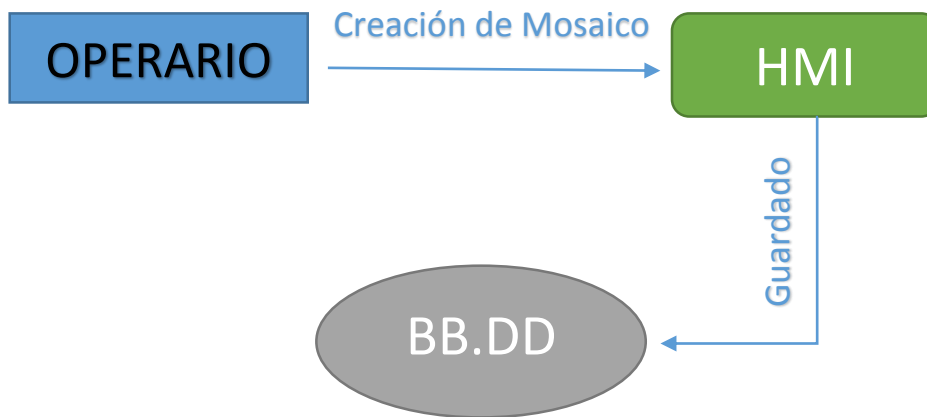 Creación de Mosaico
OPERARIO
HMI
Guardado
BB.DD